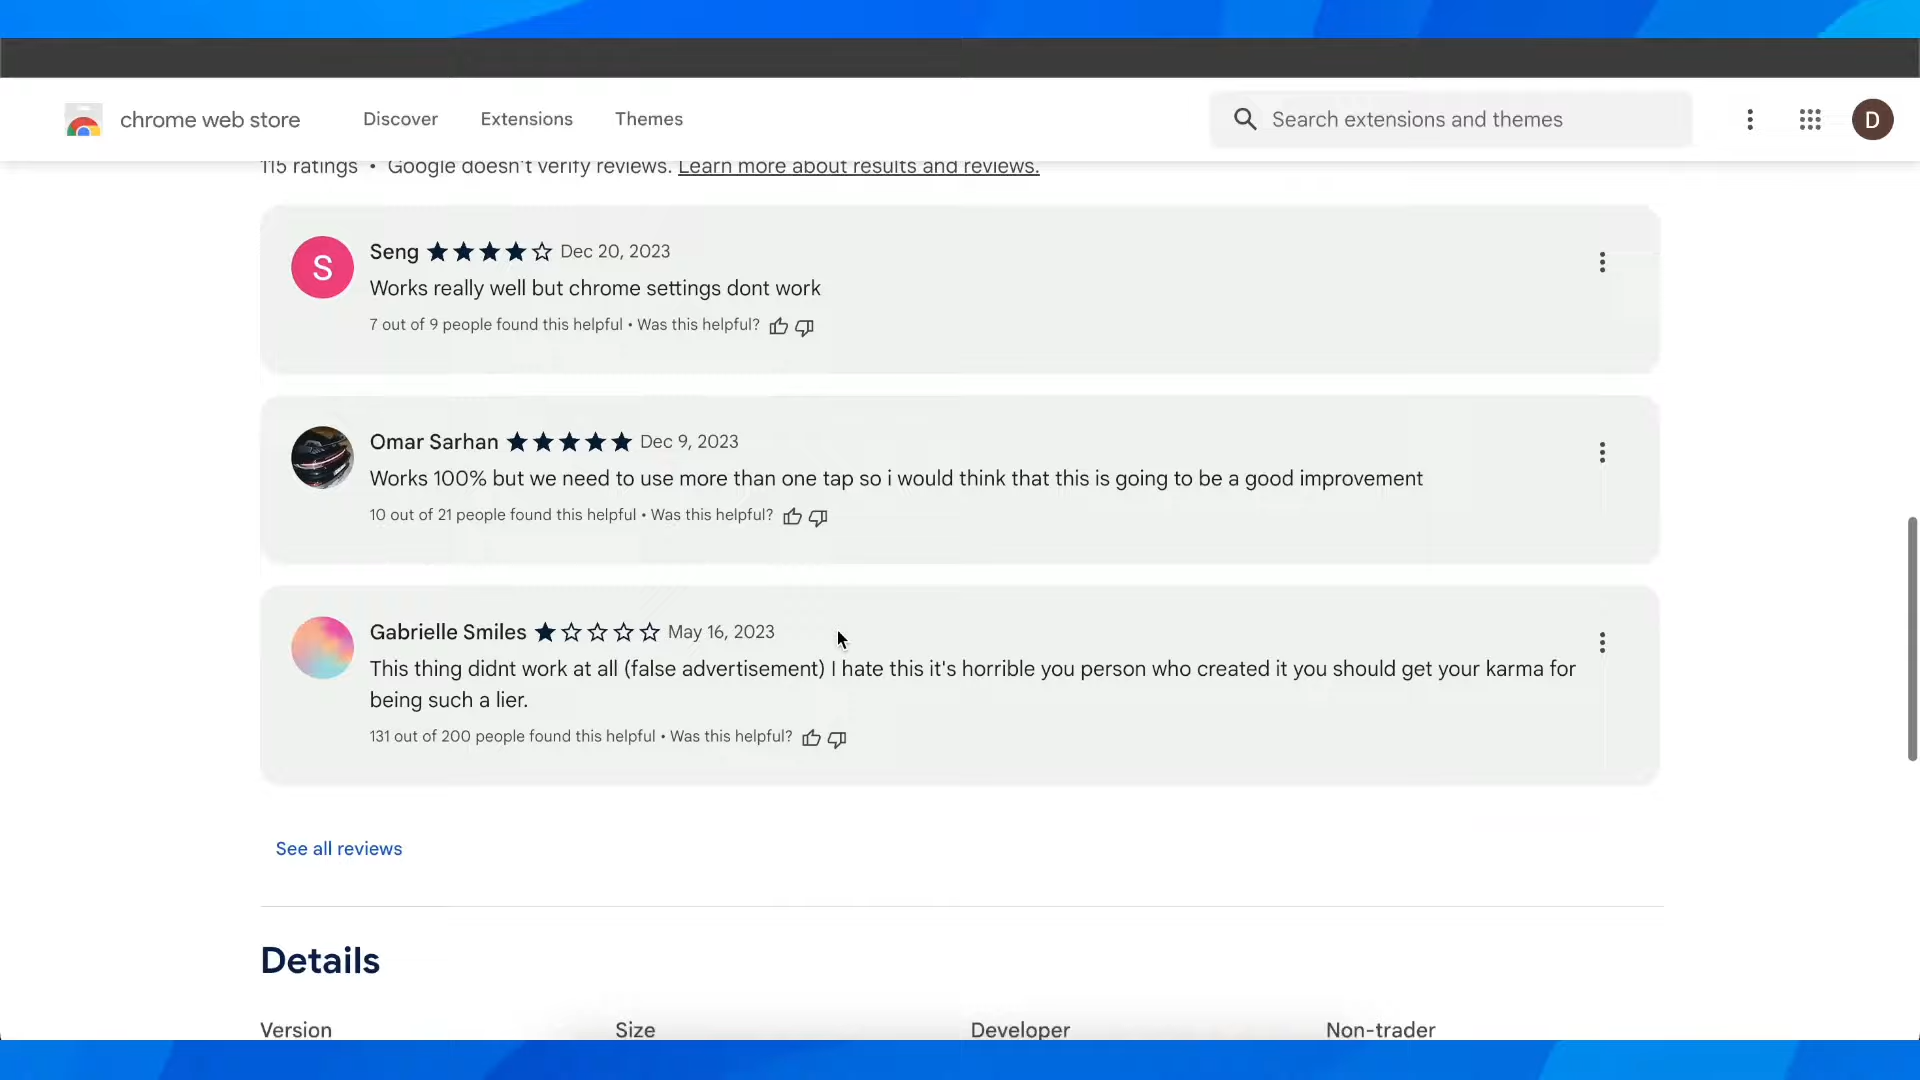 chrome web store Discover Extensions Themes Search extensions and themes D
115 ratings • Google doesn't verify reviews. Learn more about results and reviews.
S Seng Dec 20, 2023
Works really well but chrome settings dont work
7 out of 9 people found this helpful • Was this helpful?
Omar Sarhan Dec 9, 2023
Works 100% but we need to use more than one tap so i would think that this is going to be a good improvement
10 out of 21 people found this helpful • Was this helpful?
Gabrielle Smiles May 16, 2023
This thing didnt work at all (false advertisement) I hate this it's horrible you person who created it you should get your karma for
being such a lier.
131 out of 200 people found this helpful • Was this helpful?
See all reviews
Details
Version Size Developer Non-trader